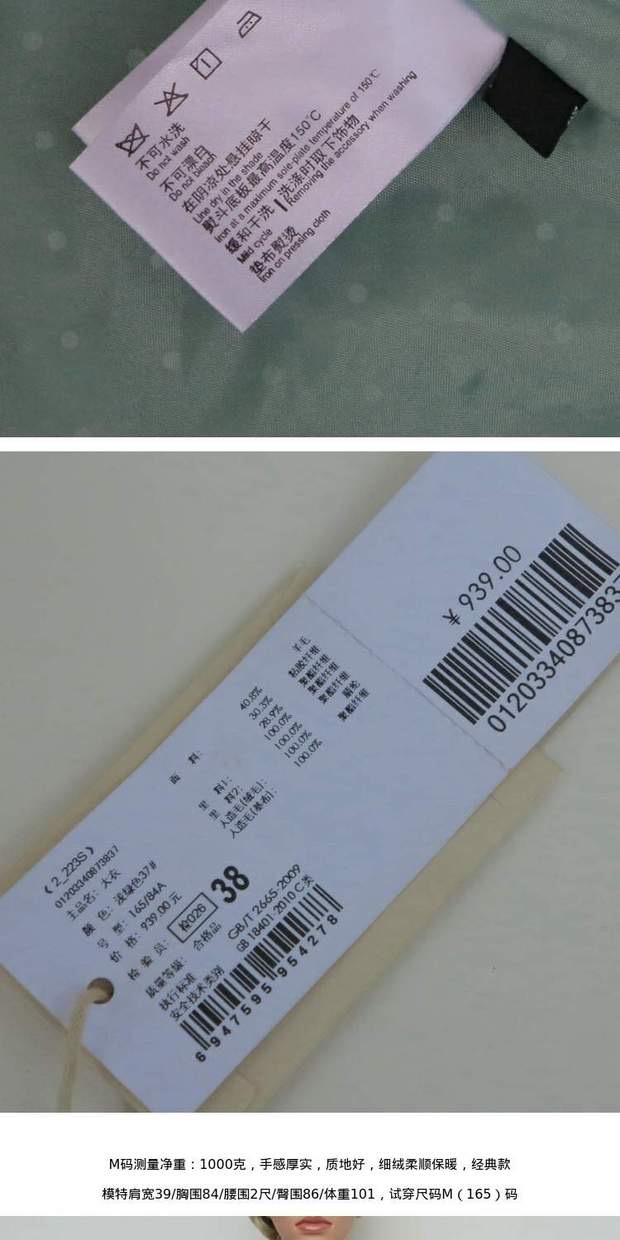 不可水洗
Do not wash
不可漂白
Do not bleach
在阴凉处悬挂晾干
Line dry in the shade
熨斗底板最高温度150℃
Iron at a maximum sole-plate temperature of 150℃
缓和干洗
Mild cycle
洗涤时取下饰物
Removing the accessory when washing
垫布熨烫
Iron on pressing cloth
¥ 939.00
0120334087383
面 料:
40.8% 羊毛
30.3% 粘胶纤维
28.9% 聚酯纤维
里 料1: 100.0% 聚酯纤维
里 料2: 100.0% 聚酯纤维
人造毛(绒毛): 100.0% 腈纶
人造毛(基布): 100.0% 聚酯纤维
(2_223S)
01203340873837
主品名: 大衣
颜 色: 浅绿色37#
号 型: 165/84A
价 格: 939.00 元
检 验 员: 检026
38
质量等级: 合格品
执行标准 GB/T 2665-2009
安全技术类别 GB 18401-2010 C类
6947595954278
M码测量净重：1000克，手感厚实，质地好，细绒柔顺保暖，经典款
模特肩宽39/胸围84/腰围2尺/臀围86/体重101，试穿尺码M（165）码